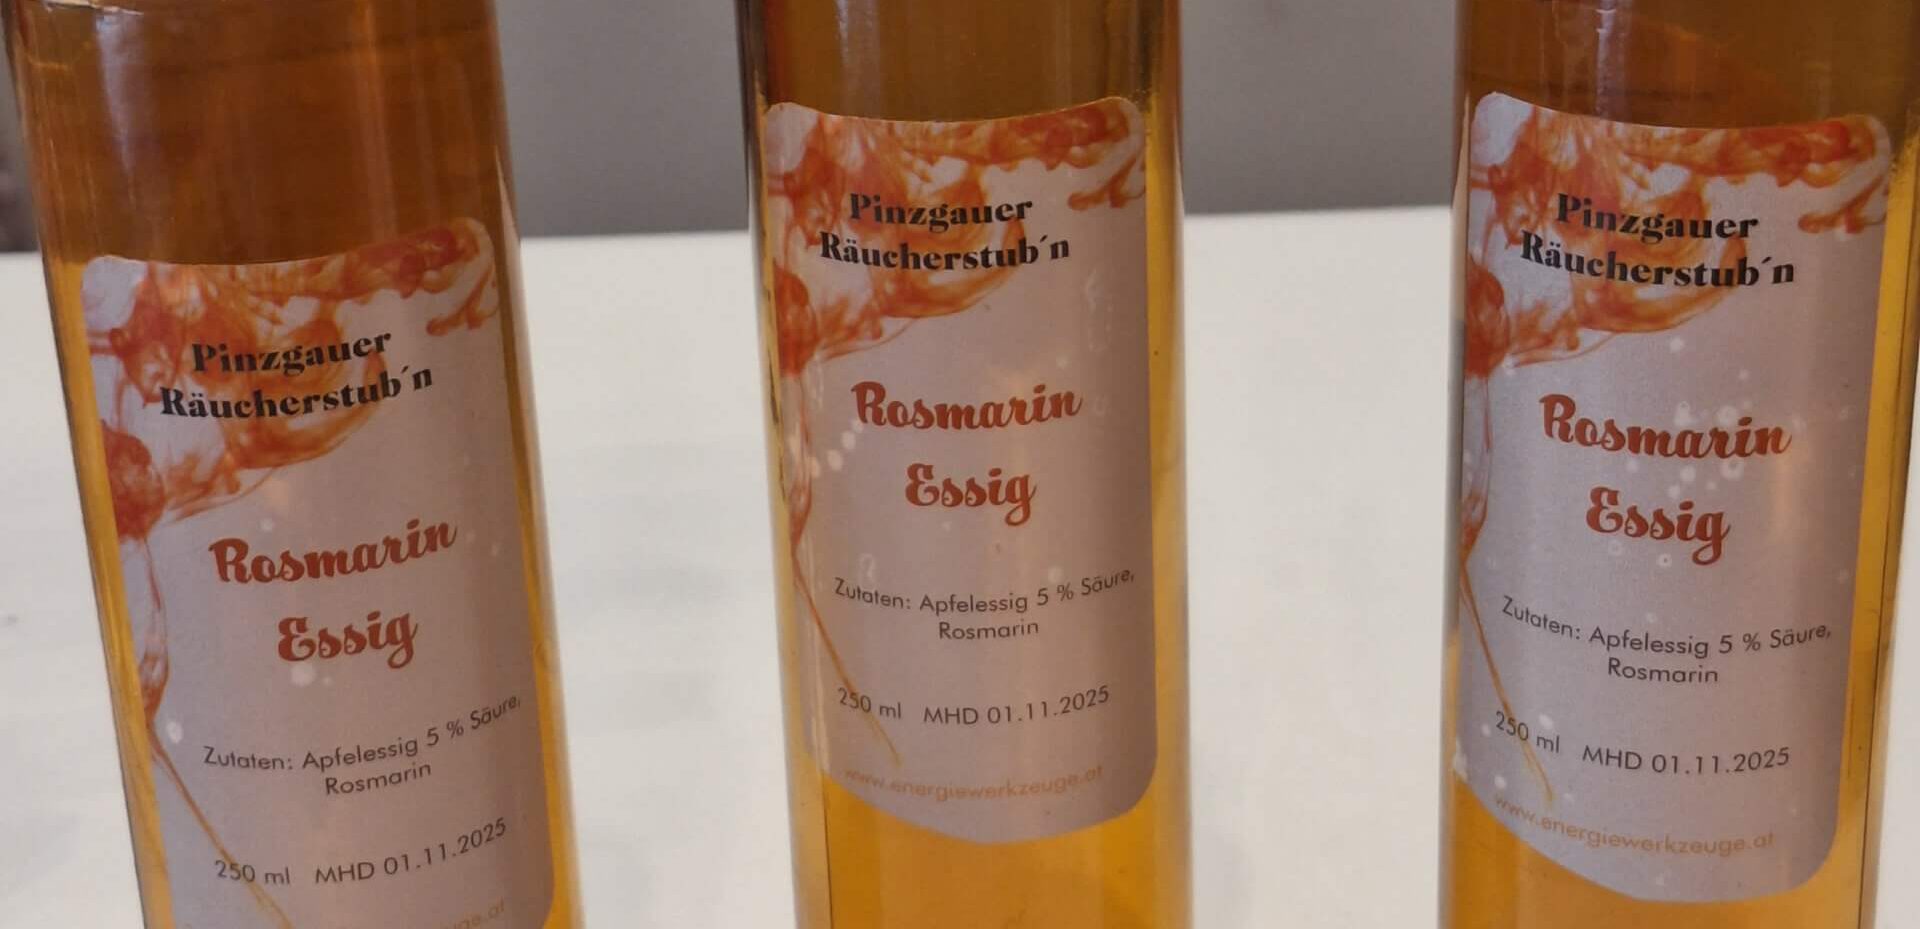 Pinzgauer
Räucherstub´n
Rosmarin
Essig
Zutaten: Apfelessig 5 % Säure,
Rosmarin
250 ml MHD 01.11.2025
Pinzgauer
Räucherstub´n
Rosmarin
Essig
Zutaten: Apfelessig 5 % Säure,
Rosmarin
250 ml MHD 01.11.2025
www.energiewerkzeuge.at
Pinzgauer
Räucherstub´n
Rosmarin
Essig
Zutaten: Apfelessig 5 % Säure,
Rosmarin
250 ml MHD 01.11.2025
www.energiewerkzeuge.at